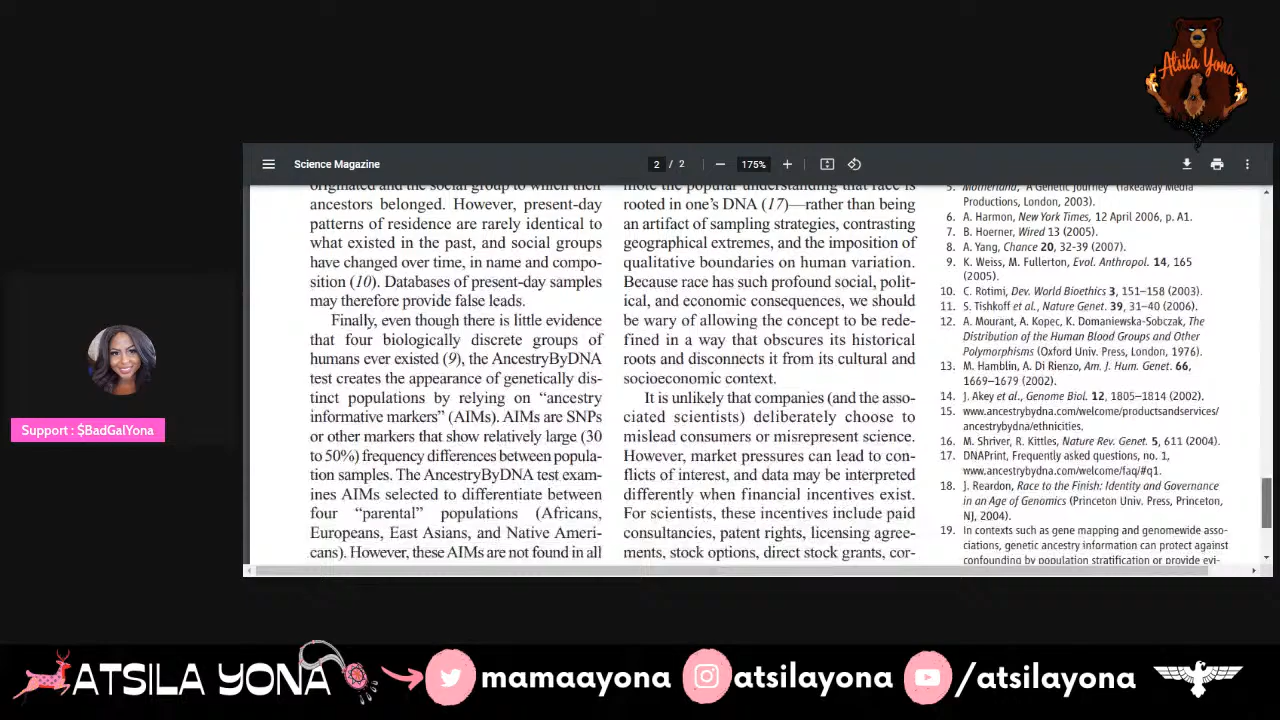 Atsila Yona
Science Magazine
2 / 2
175%
originated and the social group to which their
ancestors belonged. However, present-day
patterns of residence are rarely identical to
what existed in the past, and social groups
have changed over time, in name and compo-
sition (10). Databases of present-day samples
may therefore provide false leads.
Finally, even though there is little evidence
that four biologically discrete groups of
humans ever existed (9), the AncestryByDNA
test creates the appearance of genetically dis-
tinct populations by relying on “ancestry
informative markers” (AIMs). AIMs are SNPs
or other markers that show relatively large (30
to 50%) frequency differences between popula-
tion samples. The AncestryByDNA test exam-
ines AIMs selected to differentiate between
four “parental” populations (Africans,
Europeans, East Asians, and Native Ameri-
cans). However, these AIMs are not found in all
mote the popular understanding that race is
rooted in one’s DNA (17)—rather than being
an artifact of sampling strategies, contrasting
geographical extremes, and the imposition of
qualitative boundaries on human variation.
Because race has such profound social, polit-
ical, and economic consequences, we should
be wary of allowing the concept to be rede-
fined in a way that obscures its historical
roots and disconnects it from its cultural and
socioeconomic context.
It is unlikely that companies (and the asso-
ciated scientists) deliberately choose to
mislead consumers or misrepresent science.
However, market pressures can lead to con-
flicts of interest, and data may be interpreted
differently when financial incentives exist.
For scientists, these incentives include paid
consultancies, patent rights, licensing agree-
ments, stock options, direct stock grants, cor-
5. Motherland, “A Genetic Journey” (Takeaway Media
Productions, London, 2003).
6. A. Harmon, New York Times, 12 April 2006, p. A1.
7. B. Hoerner, Wired 13 (2005).
8. A. Yang, Chance 20, 32-39 (2007).
9. K. Weiss, M. Fullerton, Evol. Anthropol. 14, 165
(2005).
10. C. Rotimi, Dev. World Bioethics 3, 151–158 (2003).
11. S. Tishkoff et al., Nature Genet. 39, 31–40 (2006).
12. A. Mourant, A. Kopec, K. Domaniewska-Sobczak, The
Distribution of the Human Blood Groups and Other
Polymorphisms (Oxford Univ. Press, London, 1976).
13. M. Hamblin, A. Di Rienzo, Am. J. Hum. Genet. 66,
1669–1679 (2002).
14. J. Akey et al., Genome Biol. 12, 1805–1814 (2002).
15. www.ancestrybydna.com/welcome/productsandservices/
ancestrybydna/ethnicities.
16. M. Shriver, R. Kittles, Nature Rev. Genet. 5, 611 (2004).
17. DNAPrint, Frequently asked questions, no. 1,
www.ancestrybydna.com/welcome/faq/#q1.
18. J. Reardon, Race to the Finish: Identity and Governance
in an Age of Genomics (Princeton Univ. Press, Princeton,
NJ, 2004).
19. In contexts such as gene mapping and genomewide asso-
ciations, genetic ancestry information can protect against
confounding by population stratification or provide evi-
Support : $BadGalYona
ATSILA YONA
mamaayona
atsilayona
/atsilayona